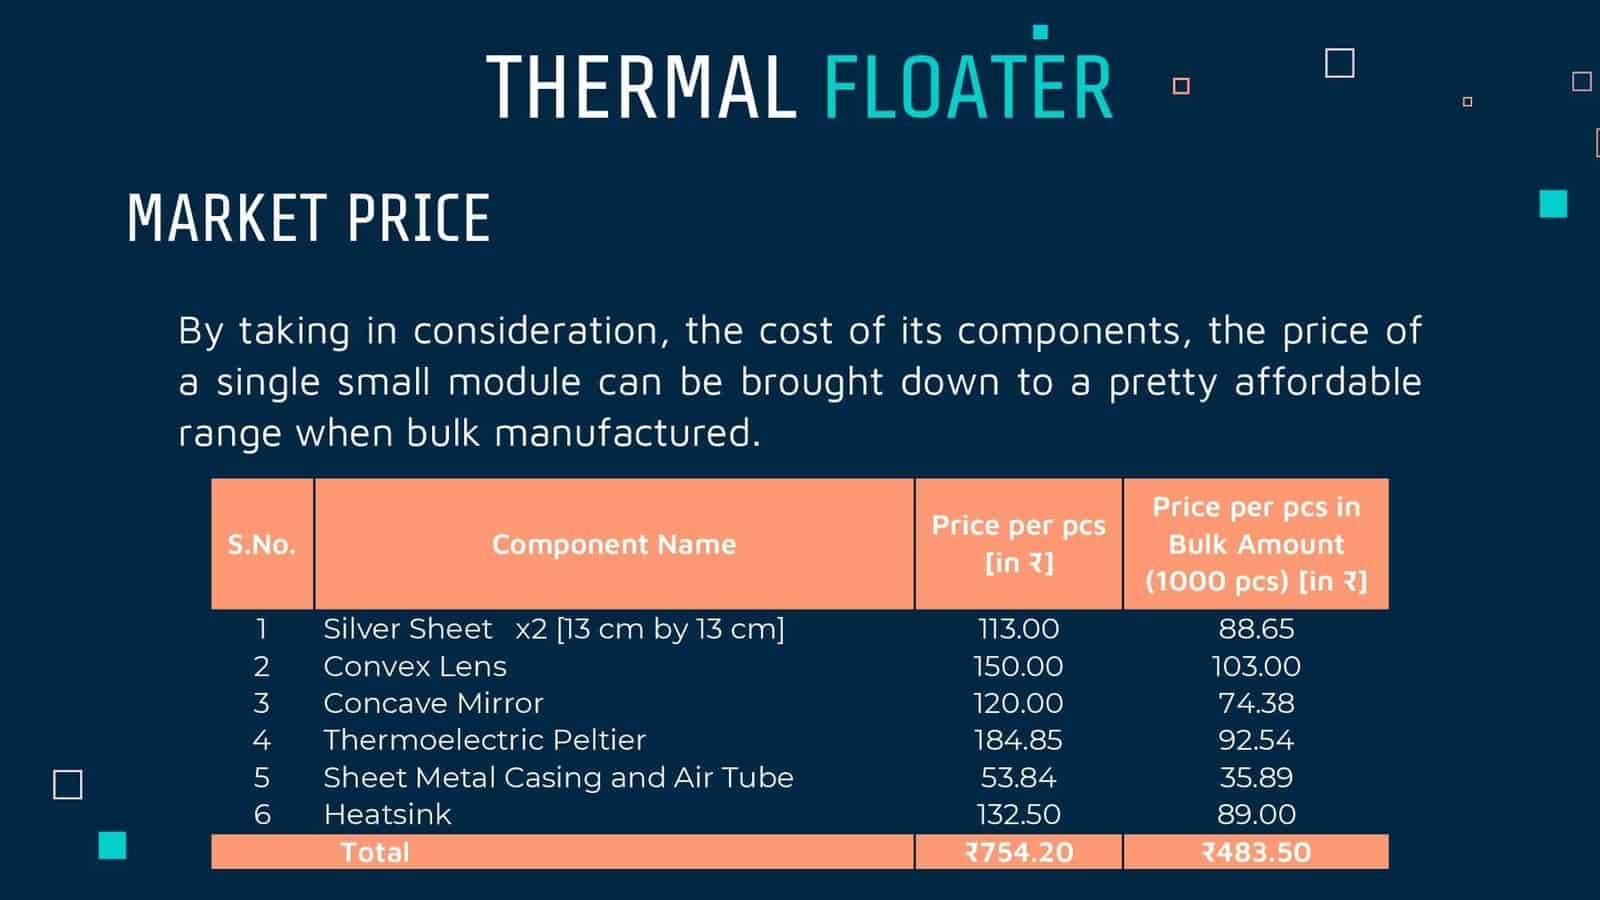 THERMAL FLOATER
MARKET PRICE
By taking in consideration, the cost of its components, the price of
a single small module can be brought down to a pretty affordable
range when bulk manufactured.
S.No. Component Name Price per pcs [in ₹] Price per pcs in Bulk Amount (1000 pcs) [in ₹]
1 Silver Sheet x2 [13 cm by 13 cm] 113.00 88.65
2 Convex Lens 150.00 103.00
3 Concave Mirror 120.00 74.38
4 Thermoelectric Peltier 184.85 92.54
5 Sheet Metal Casing and Air Tube 53.84 35.89
6 Heatsink 132.50 89.00
Total ₹754.20 ₹483.50